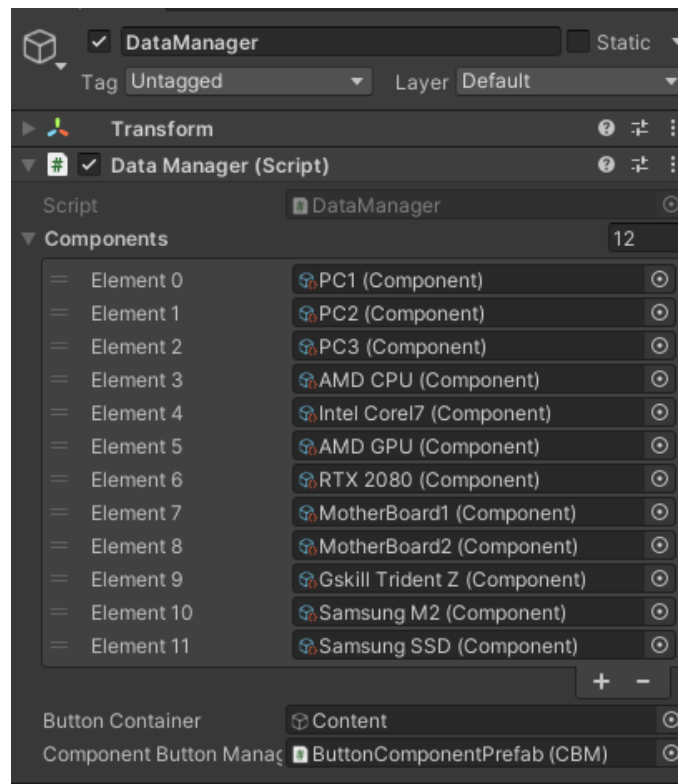 DataManager Static
Tag Untagged Layer Default
Transform
# Data Manager (Script)
Script DataManager
Components 12
Element 0 PC1 (Component)
Element 1 PC2 (Component)
Element 2 PC3 (Component)
Element 3 AMD CPU (Component)
Element 4 Intel CoreI7 (Component)
Element 5 AMD GPU (Component)
Element 6 RTX 2080 (Component)
Element 7 MotherBoard1 (Component)
Element 8 MotherBoard2 (Component)
Element 9 Gskill Trident Z (Component)
Element 10 Samsung M2 (Component)
Element 11 Samsung SSD (Component)
+ −
Button Container Content
Component Button Manag ButtonComponentPrefab (CBM)